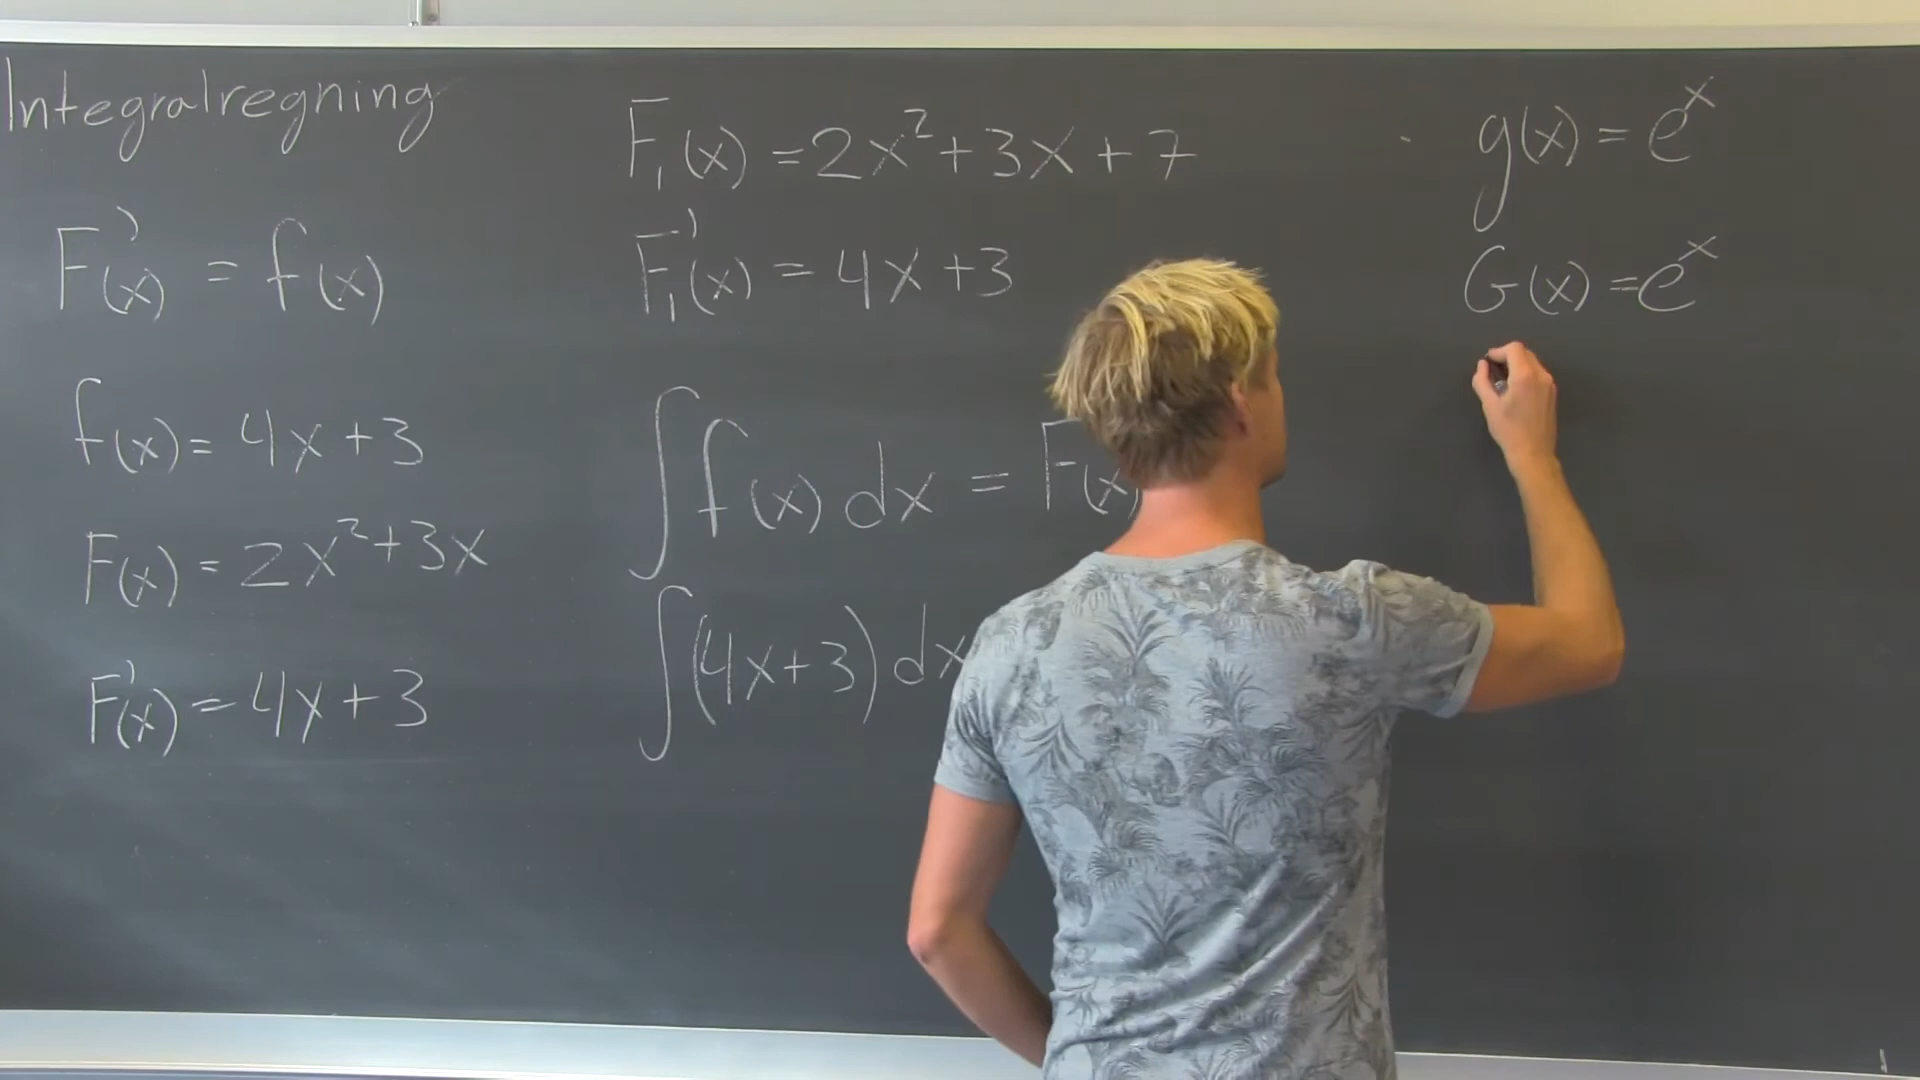 Integralregning
F'(x) = f(x)
f(x) = 4x + 3
F(x) = 2x² + 3x
F'(x) = 4x + 3
F₁(x) = 2x² + 3x + 7
F₁'(x) = 4x + 3
∫ f(x) dx = F(x)
∫ (4x+3) dx
g(x) = eˣ
G(x) = eˣ